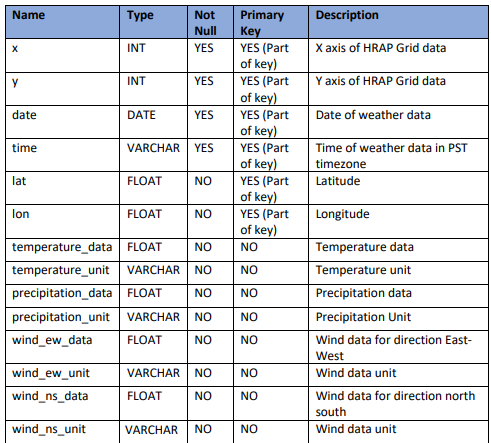 Name Type Not Null Primary Key Description
x INT YES YES (Part of key) X axis of HRAP Grid data
y INT YES YES (Part of key) Y axis of HRAP Grid data
date DATE YES YES (Part of key) Date of weather data
time VARCHAR YES YES (Part of key) Time of weather data in PST timezone
lat FLOAT NO YES (Part of key) Latitude
lon FLOAT NO YES (Part of key) Longitude
temperature_data FLOAT NO NO Temperature data
temperature_unit VARCHAR NO NO Temperature unit
precipitation_data FLOAT NO NO Precipitation data
precipitation_unit VARCHAR NO NO Precipitation Unit
wind_ew_data FLOAT NO NO Wind data for direction East-West
wind_ew_unit VARCHAR NO NO Wind data unit
wind_ns_data FLOAT NO NO Wind data for direction north south
wind_ns_unit VARCHAR NO NO Wind data unit